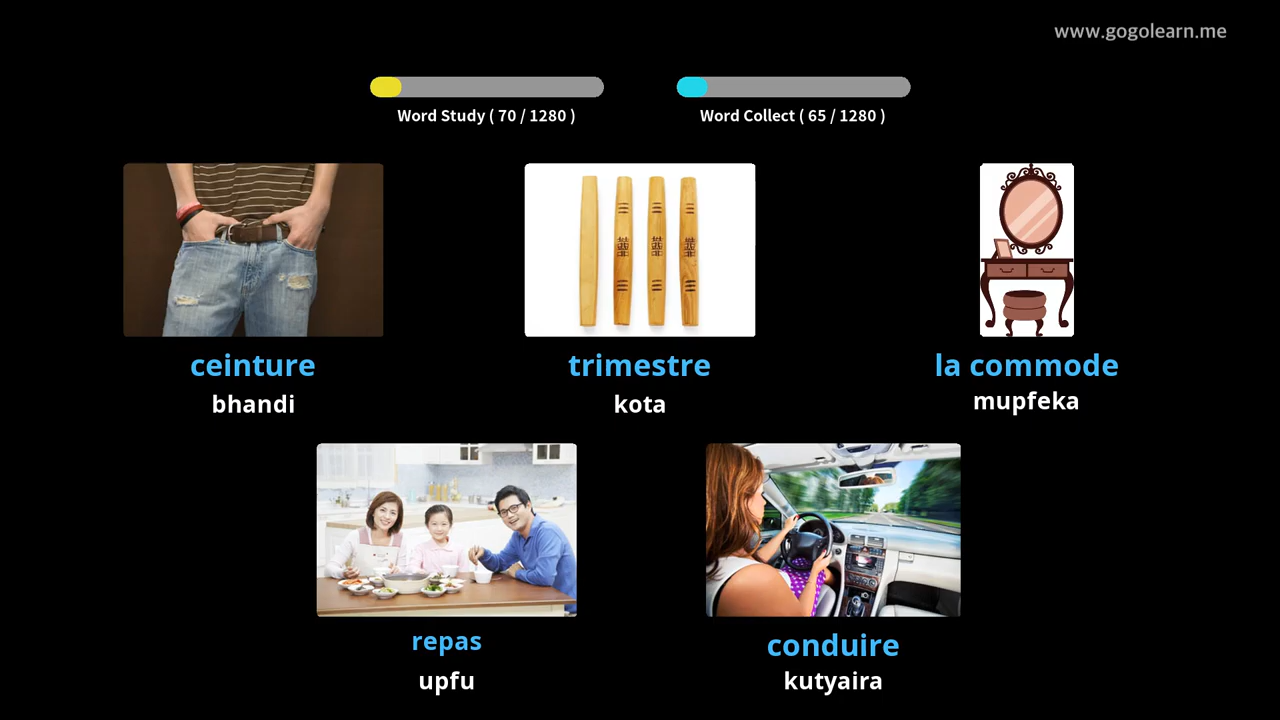 www.gogolearn.me
Word Study ( 70 / 1280 )
Word Collect ( 65 / 1280 )
ceinture
bhandi
trimestre
kota
la commode
mupfeka
repas
upfu
conduire
kutyaira